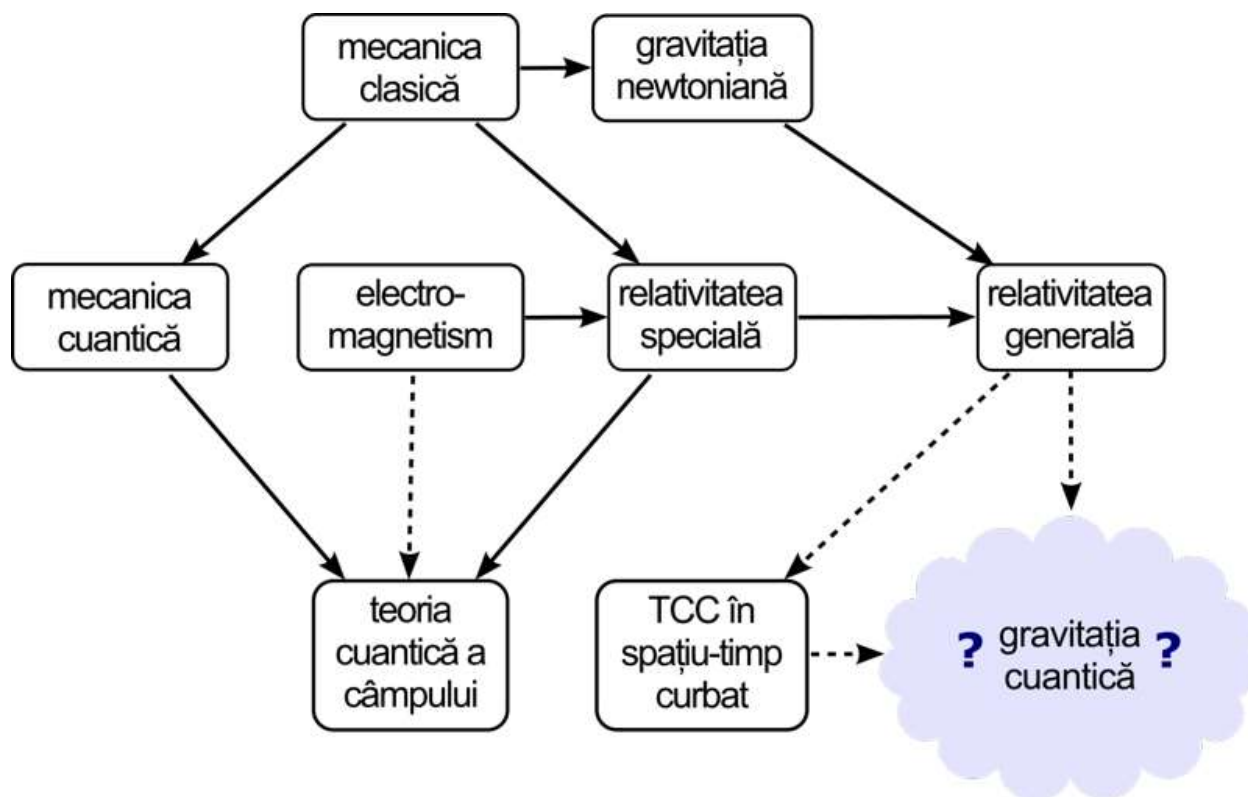 mecanica
clasică
gravitația
newtoniană
mecanica
cuantică
electro-
magnetism
relativitatea
specială
relativitatea
generală
teoria
cuantică a
câmpului
TCC în
spațiu-timp
curbat
? gravitația ?
cuantică